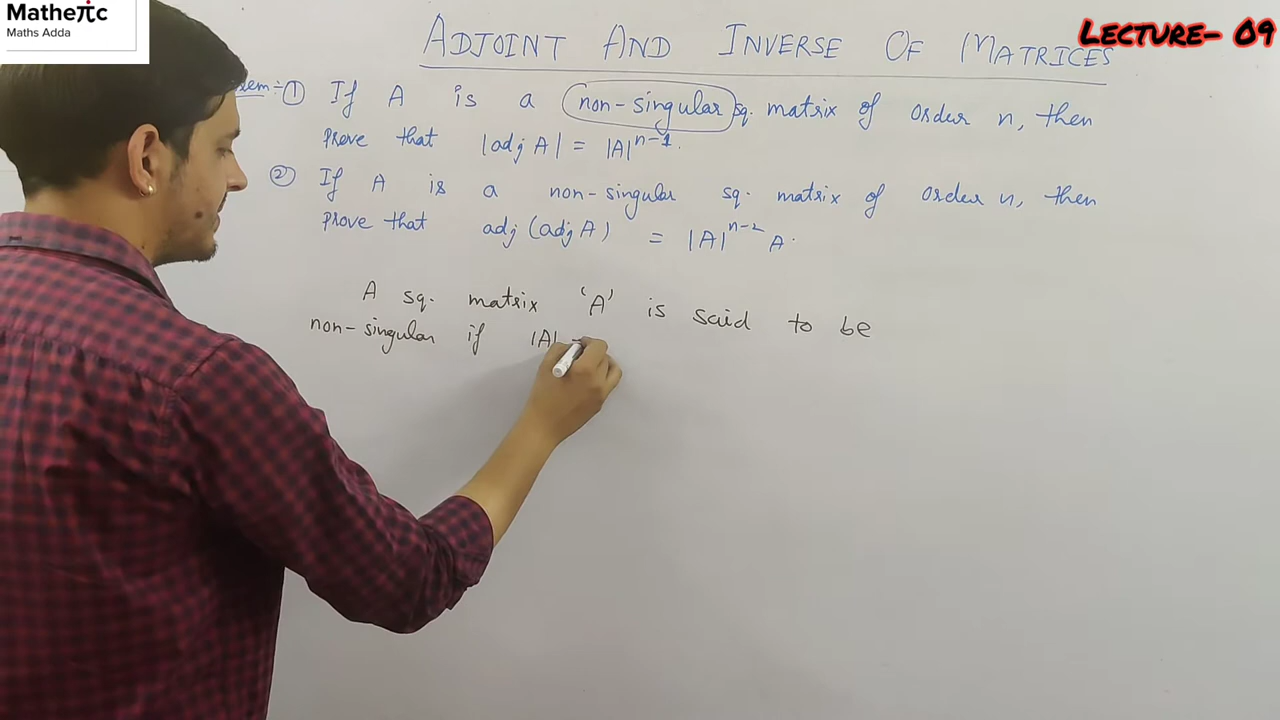 Matheπc
Maths Adda
LECTURE- 09
ADJOINT AND INVERSE OF MATRICES
① If A is a non-singular sq. matrix of order n, then
prove that |adj A| = |A|^{n-1}.
② If A is a non-singular sq. matrix of order n, then
prove that adj (adj A) = |A|^{n-2} A.
A sq. matrix 'A' is said to be
non-singular if |A|